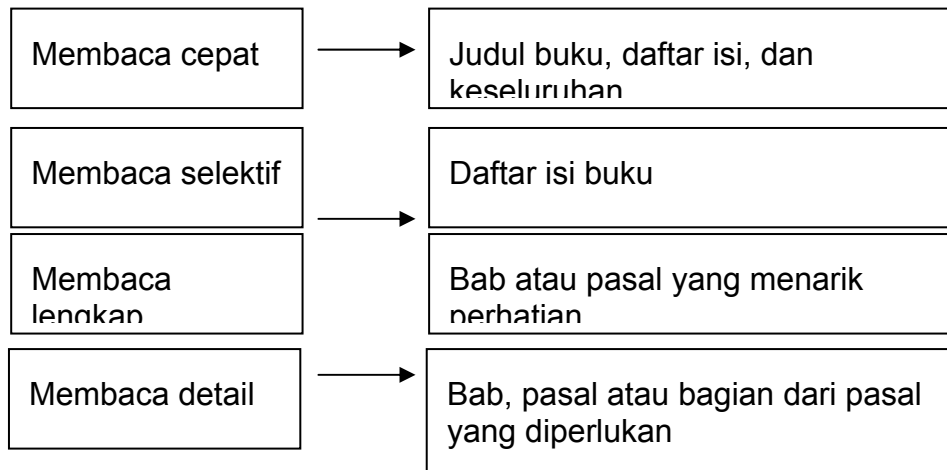 Membaca cepat
Judul buku, daftar isi, dan
keseluruhan
Membaca selektif
Daftar isi buku
Membaca
lengkap
Bab atau pasal yang menarik
perhatian
Membaca detail
Bab, pasal atau bagian dari pasal
yang diperlukan